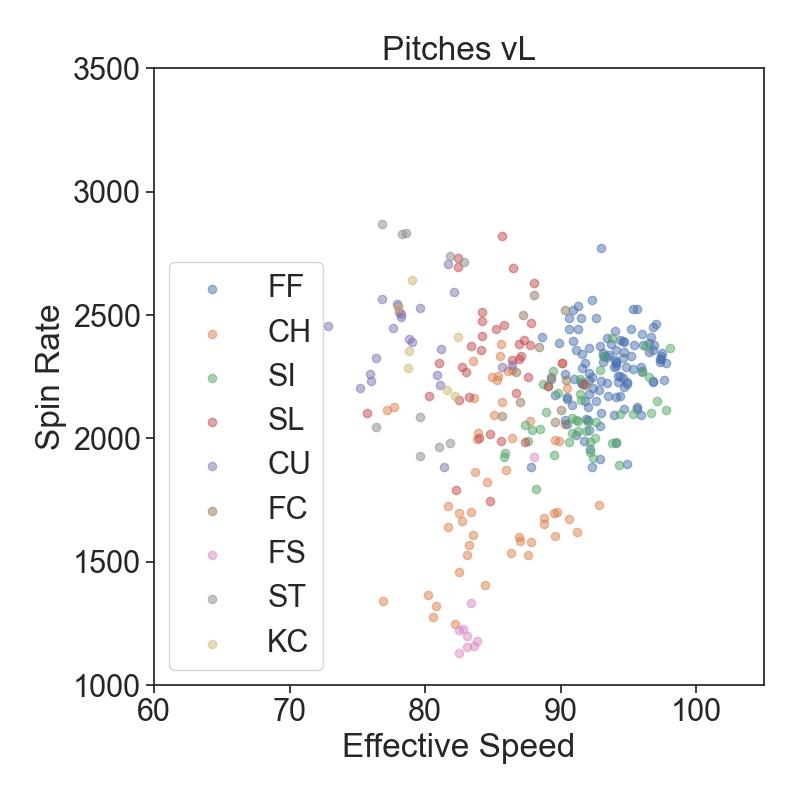 Pitches vL
3500
3000
2500
2000
1500
1000
Spin Rate
FF
CH
SI
SL
CU
FC
FS
ST
KC
60 70 80 90 100
Effective Speed